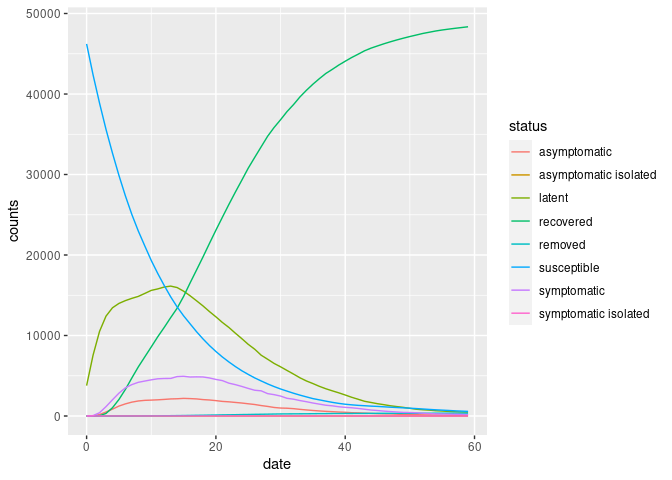 50000
40000
30000
20000
10000
0
counts
0
20
40
60
date
status
asymptomatic
asymptomatic isolated
latent
recovered
removed
susceptible
symptomatic
symptomatic isolated